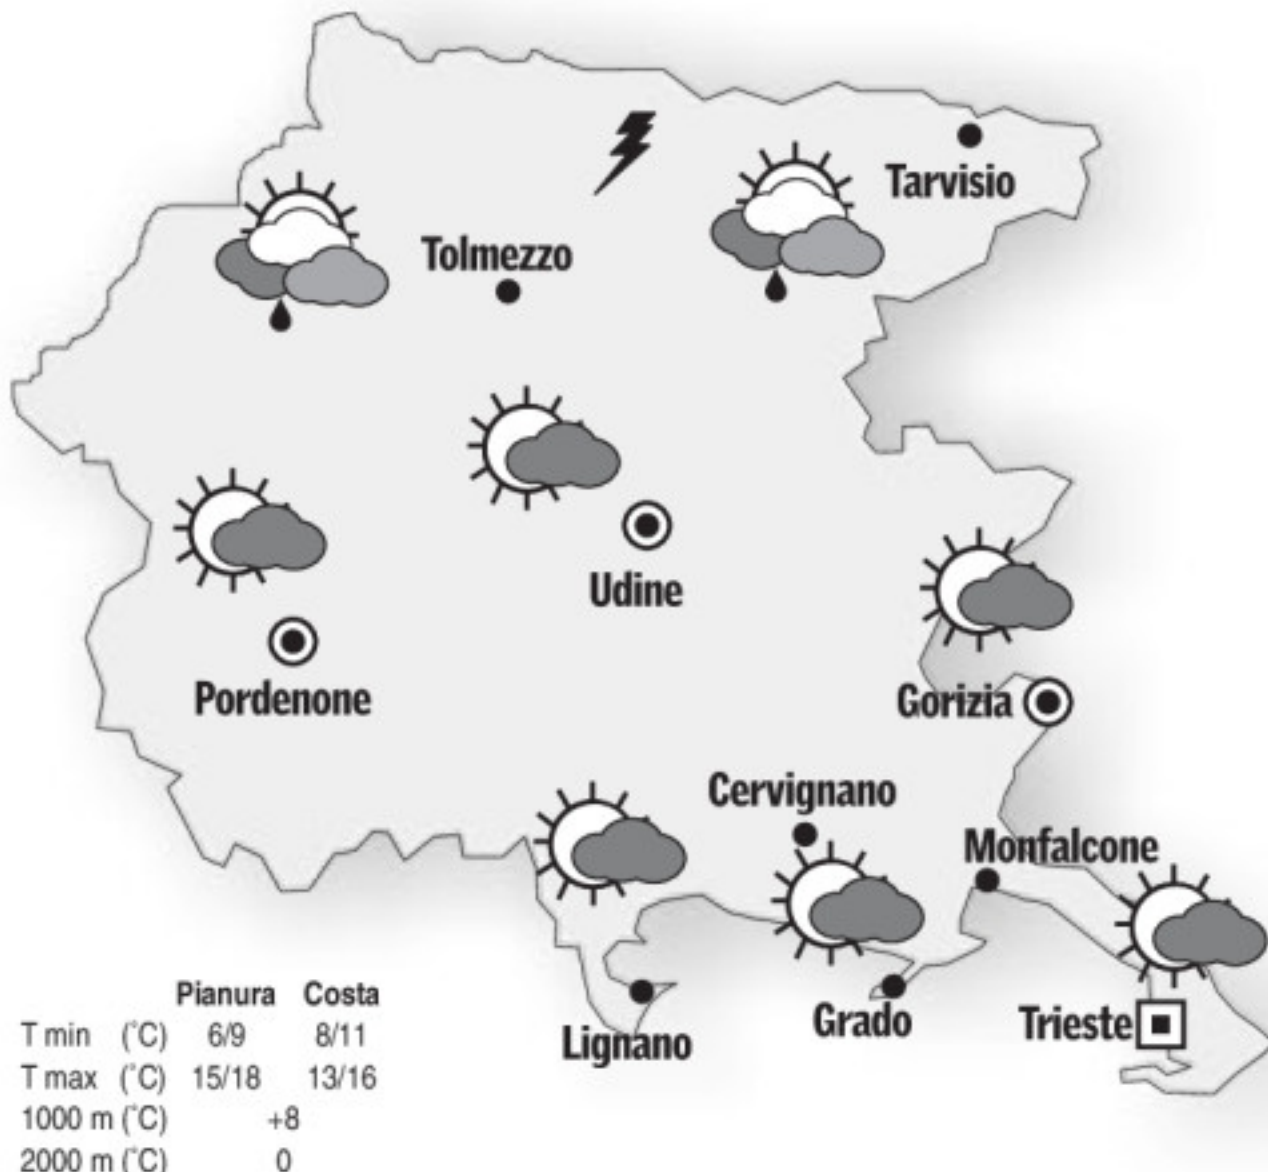 Tarvisio
Tolmezzo
Udine
Pordenone
Gorizia
Cervignano
Monfalcone
Grado
Trieste
Lignano
Pianura Costa
T min (°C) 6/9 8/11
T max (°C) 15/18 13/16
1000 m (°C) +8
2000 m (°C) 0